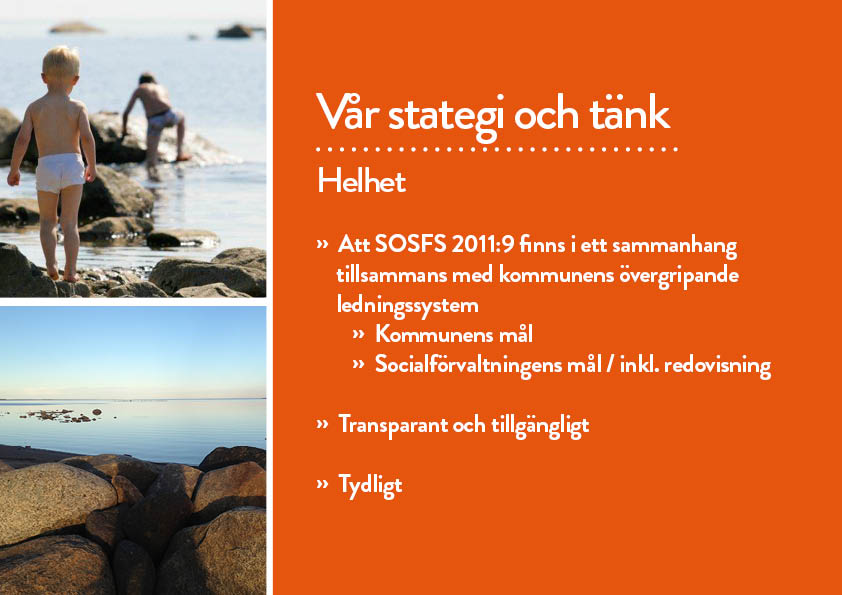 Vår stategi och tänk
Helhet
›› Att SOSFS 2011:9 finns i ett sammanhang
tillsammans med kommunens övergripande
ledningssystem
›› Kommunens mål
›› Socialförvaltningens mål / inkl. redovisning
›› Transparant och tillgängligt
›› Tydligt